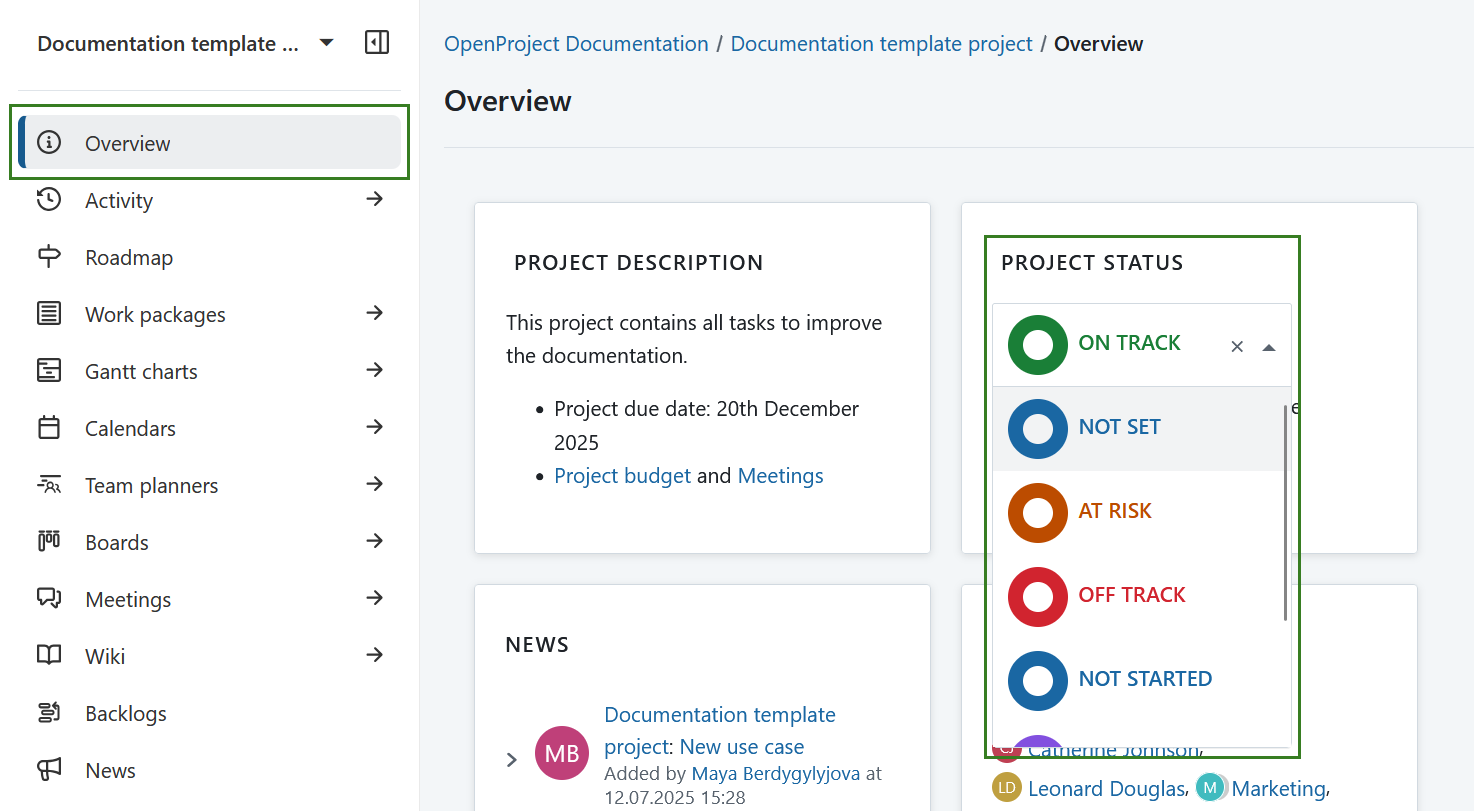 Documentation template ...
Overview
Activity
Roadmap
Work packages
Gantt charts
Calendars
Team planners
Boards
Meetings
Wiki
Backlogs
News
OpenProject Documentation / Documentation template project / Overview
Overview
PROJECT DESCRIPTION
This project contains all tasks to improve
the documentation.
• Project due date: 20th December
2025
• Project budget and Meetings
PROJECT STATUS
ON TRACK
NOT SET
AT RISK
OFF TRACK
NOT STARTED
NEWS
MB
Documentation template
project: New use case
Added by Maya Berdygylyjova at
12.07.2025 15:28
CJ Catherine Johnson,
LD Leonard Douglas, M Marketing,